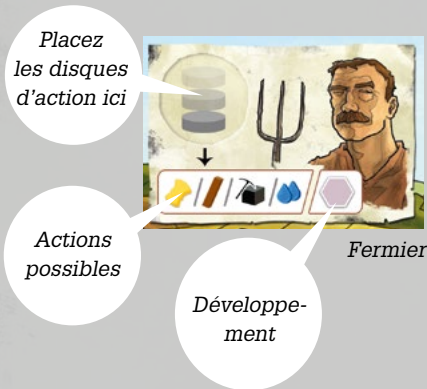 Placez
les disques
d'action ici
Actions
possibles
Fermier
Développe-
ment